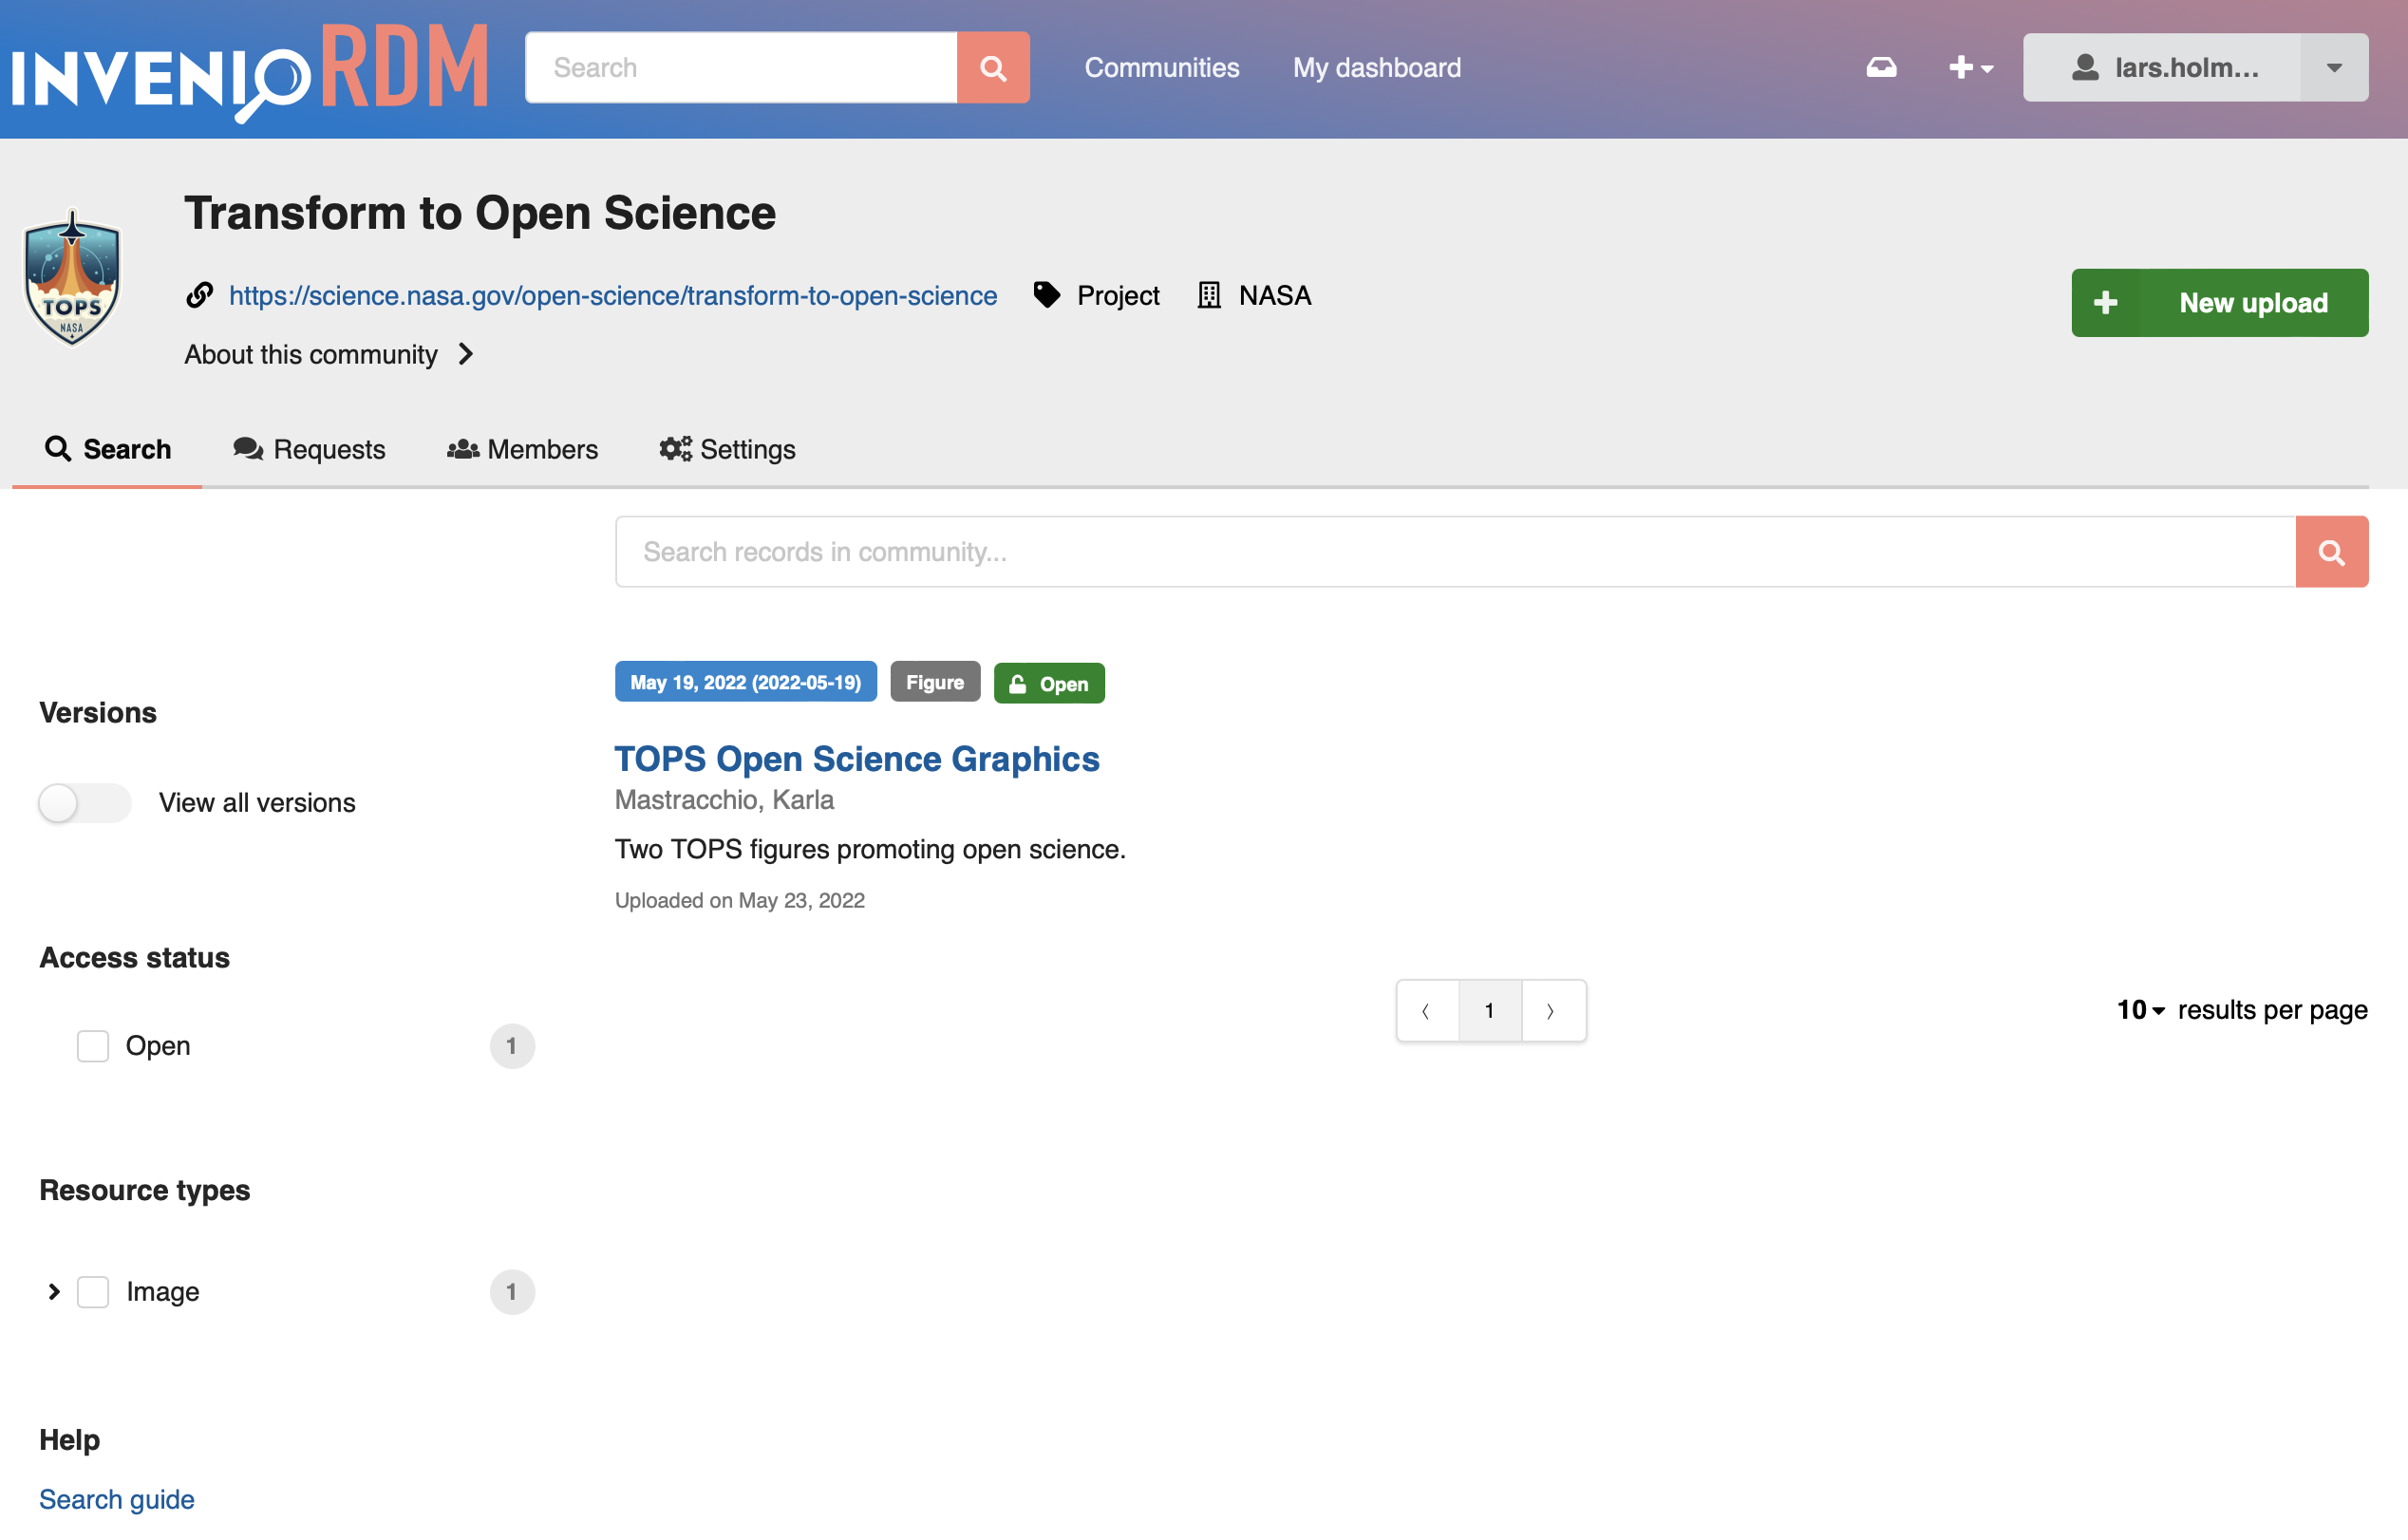 INVENIO RDM
Search
Communities
My dashboard
lars.holm...
Transform to Open Science
TOPS
NASA
https://science.nasa.gov/open-science/transform-to-open-science
Project
NASA
New upload
About this community
Search
Requests
Members
Settings
Search records in community...
May 19, 2022 (2022-05-19)
Figure
Open
Versions
TOPS Open Science Graphics
View all versions
Mastracchio, Karla
Two TOPS figures promoting open science.
Uploaded on May 23, 2022
Access status
1
10 results per page
Open
1
Resource types
Image
1
Help
Search guide